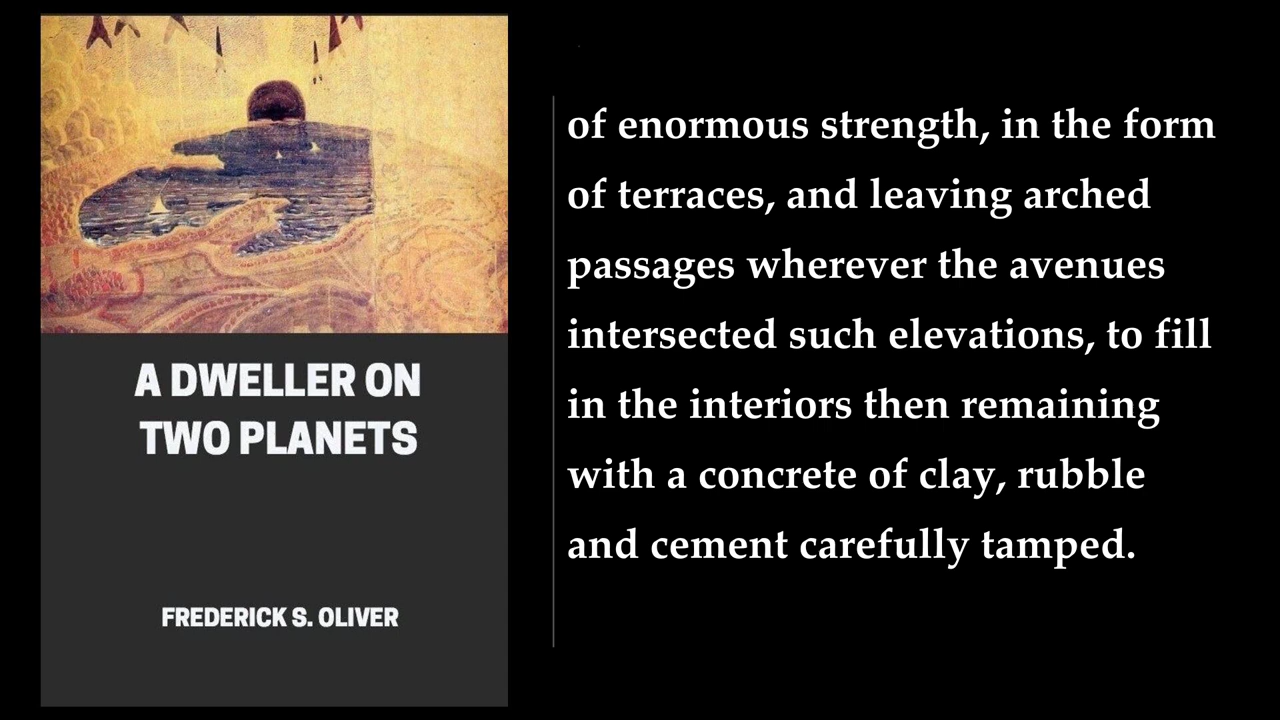 A DWELLER ON
TWO PLANETS
FREDERICK S. OLIVER
of enormous strength, in the form
of terraces, and leaving arched
passages wherever the avenues
intersected such elevations, to fill
in the interiors then remaining
with a concrete of clay, rubble
and cement carefully tamped.